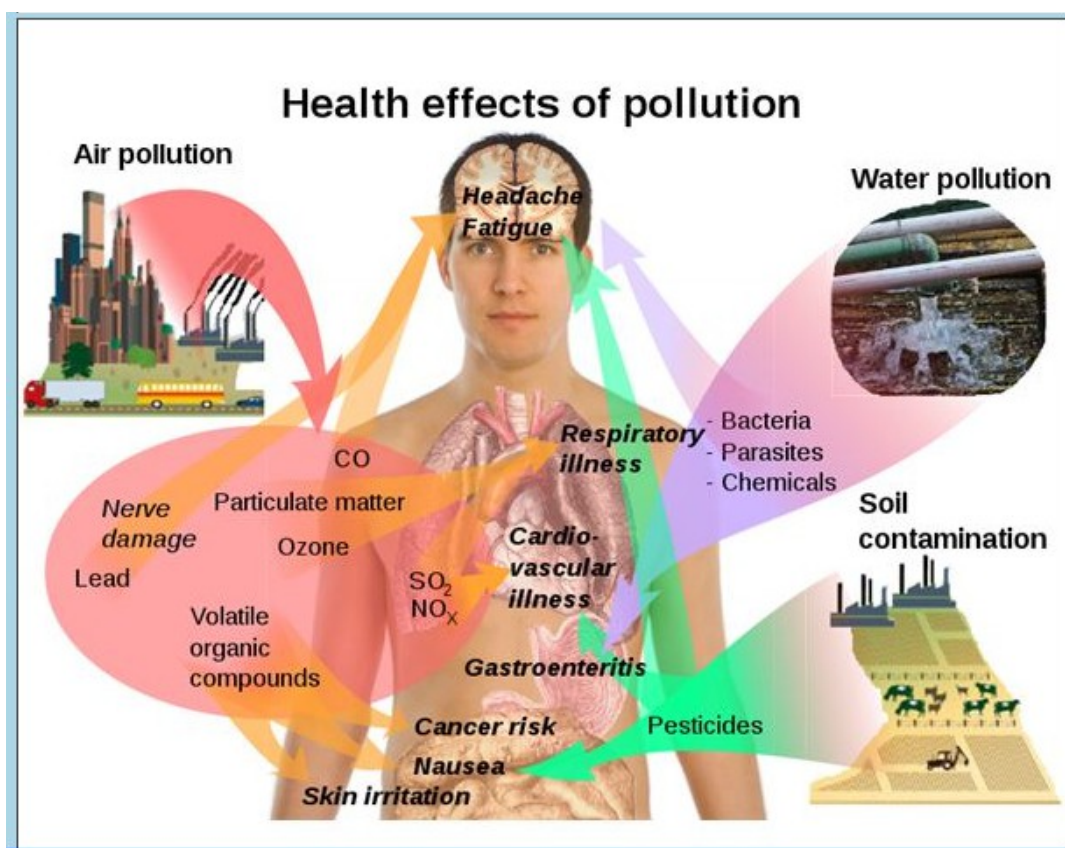 Health effects of pollution
Air pollution
Water pollution
Headache
Fatigue
Respiratory
illness
- Bacteria
- Parasites
- Chemicals
CO
Particulate matter
Nerve
damage
Ozone
Lead
Cardio-
vascular
illness
Soil
contamination
SO2
NOX
Volatile
organic
compounds
Gastroenteritis
Cancer risk
Pesticides
Nausea
Skin irritation